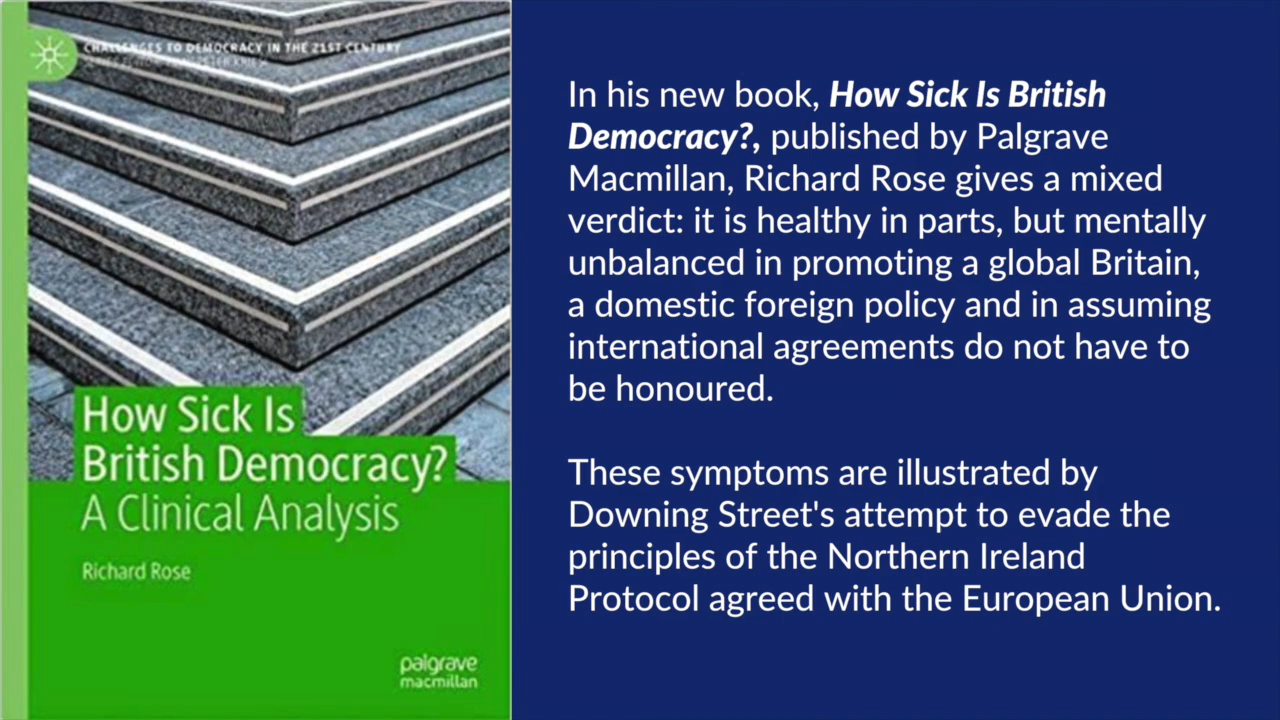 CHALLENGES TO DEMOCRACY IN THE 21ST CENTURY
How Sick Is
British Democracy?
A Clinical Analysis
Richard Rose
palgrave
macmillan
In his new book, How Sick Is British
Democracy?, published by Palgrave
Macmillan, Richard Rose gives a mixed
verdict: it is healthy in parts, but mentally
unbalanced in promoting a global Britain,
a domestic foreign policy and in assuming
international agreements do not have to
be honoured.
These symptoms are illustrated by
Downing Street's attempt to evade the
principles of the Northern Ireland
Protocol agreed with the European Union.